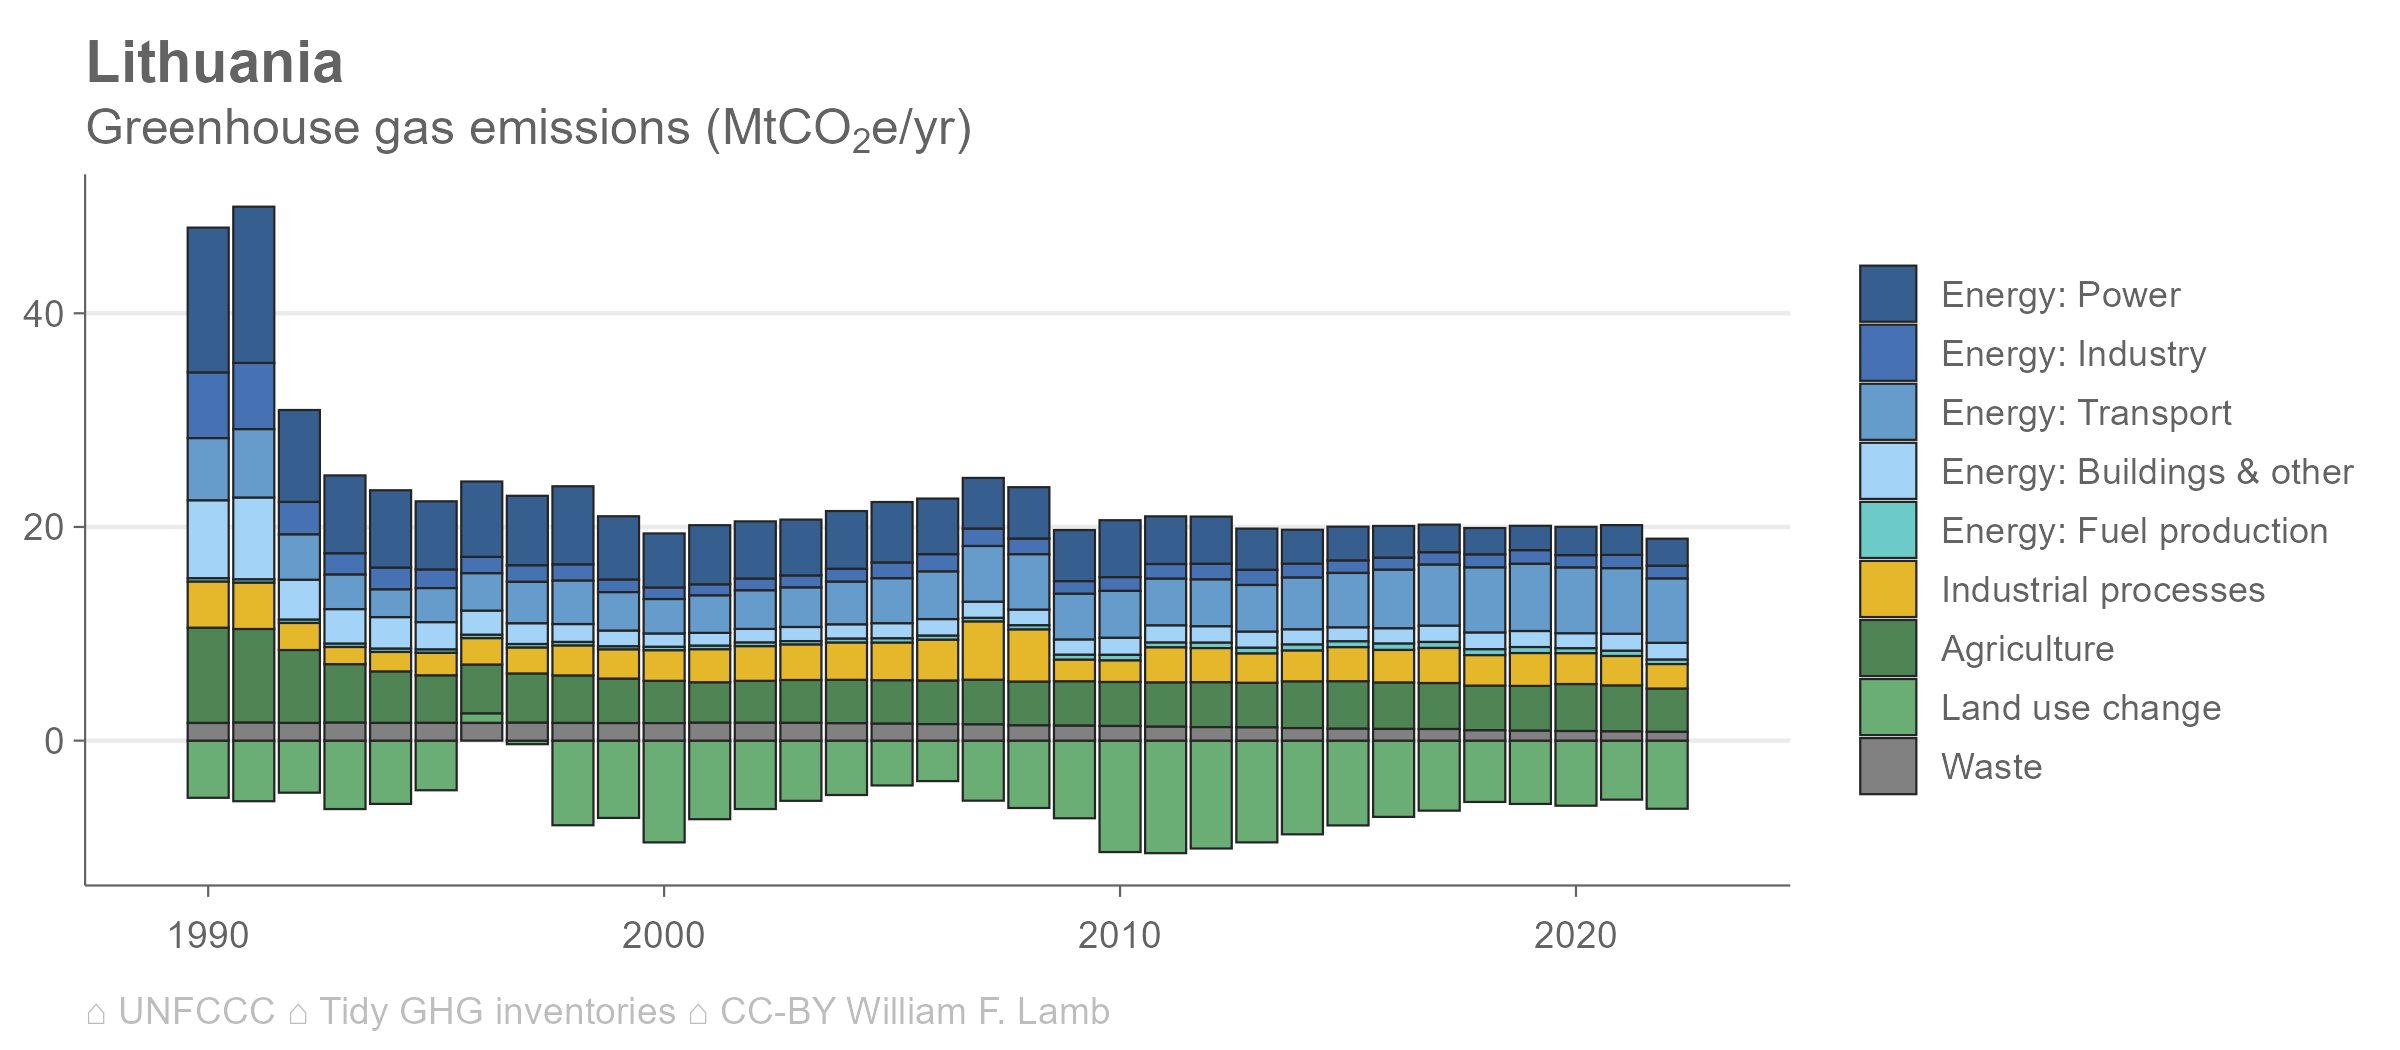 Lithuania
Greenhouse gas emissions (MtCO₂e/yr)
40
20
0
1990
2000
2010
2020
Energy: Power
Energy: Industry
Energy: Transport
Energy: Buildings & other
Energy: Fuel production
Industrial processes
Agriculture
Land use change
Waste
⌂ UNFCCC ⌂ Tidy GHG inventories ⌂ CC-BY William F. Lamb